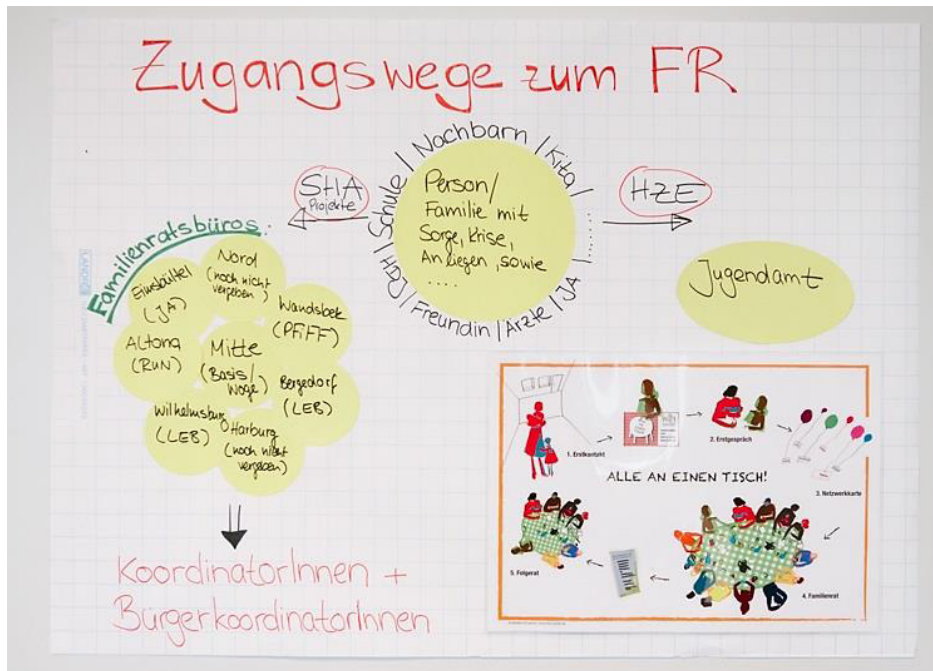 Zugangswege zum FR
Schule / Nachbarn / Kita / ..... / JA / Ärzte / Freundin / HDJ /
Person/
Familie mit
Sorge, Krise,
Anliegen, sowie
....
SHA
Projekte
HZE
Jugendamt
Familienratsbüros:
Eimsbüttel
(JA)
Nord
(noch nicht
vergeben)
Wandsbek
(PFiFF)
Altona
(RUN)
Mitte
(Basis/
Woge)
Bergedorf
(LEB)
Wilhelmsburg
(LEB)
Harburg
(noch nicht
vergeben)
KoordinatorInnen +
BürgerkoordinatorInnen
1. Erstkontakt
2. Erstgespräch
ALLE AN EINEN TISCH!
3. Netzwerkkarte
5. Folgerat
4. Familienrat